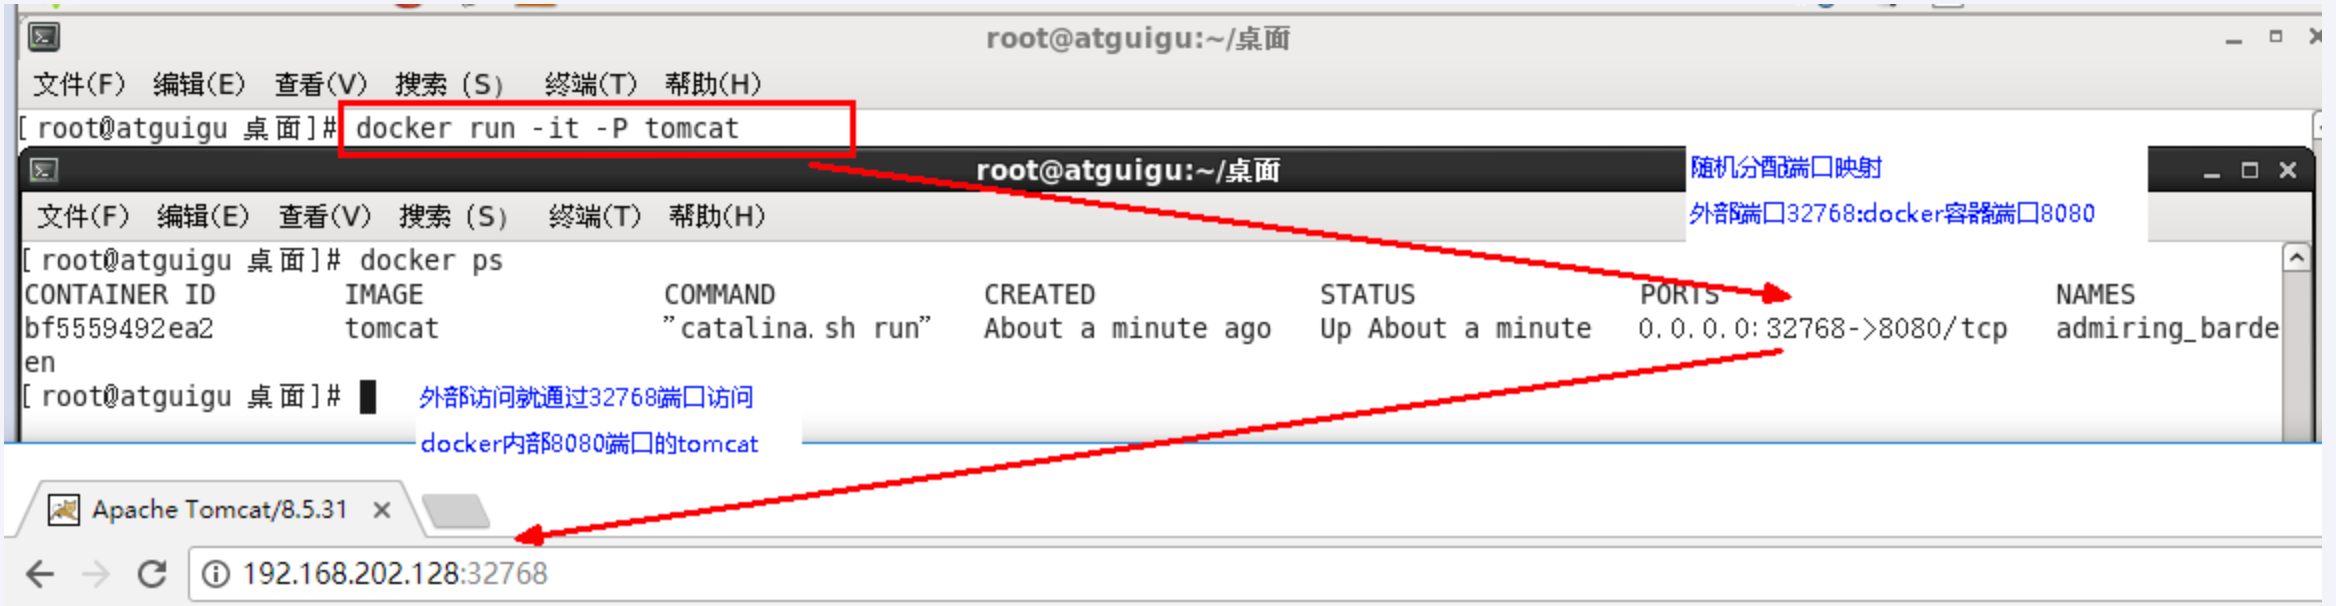 root@atguigu:~/桌面
文件(F) 编辑(E) 查看(V) 搜索 (S) 终端(T) 帮助(H)
[root@atguigu 桌面]# docker run -it -P tomcat
root@atguigu:~/桌面
随机分配端口映射
文件(F) 编辑(E) 查看(V) 搜索 (S) 终端(T) 帮助(H)
外部端口32768:docker容器端口8080
[root@atguigu 桌面]# docker ps
CONTAINER ID IMAGE COMMAND CREATED STATUS PORTS NAMES
bf5559492ea2 tomcat "catalina.sh run" About a minute ago Up About a minute 0.0.0.0:32768->8080/tcp admiring_barde
en
[root@atguigu 桌面]#
外部访问就通过32768端口访问
docker内部8080端口的tomcat
Apache Tomcat/8.5.31
192.168.202.128:32768